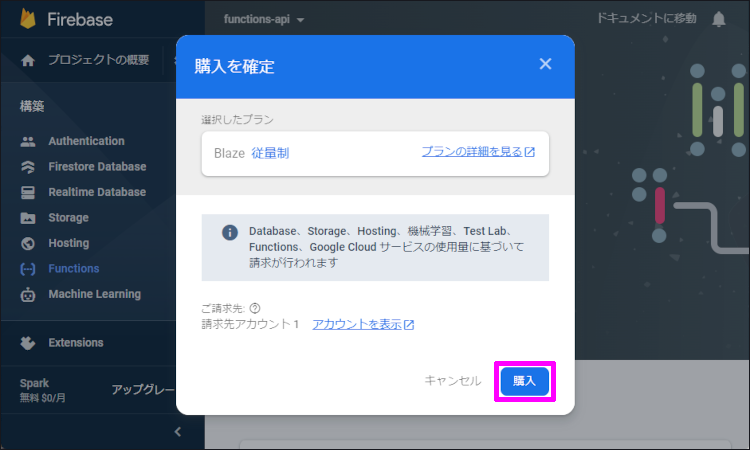 Firebase
functions-api
ドキュメントに移動
プロジェクトの概要
構築
Authentication
Firestore Database
Realtime Database
Storage
Hosting
Functions
Machine Learning
Extensions
Spark
無料 $0/月
アップグレー
購入を確定
選択したプラン
Blaze 従量制
プランの詳細を見る
Database、Storage、Hosting、機械学習、Test Lab、
Functions、Google Cloud サービスの使用量に基づいて
請求が行われます
ご請求先:
請求先アカウント 1 アカウントを表示
キャンセル
購入